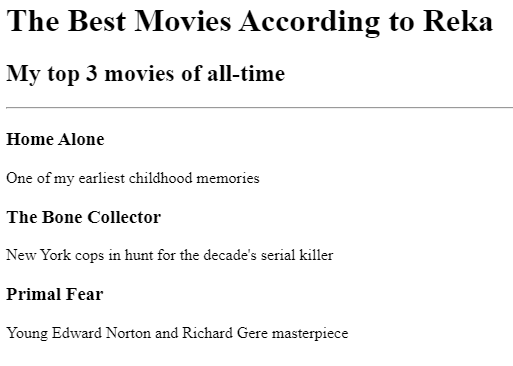 The Best Movies According to Reka
My top 3 movies of all-time
Home Alone
One of my earliest childhood memories
The Bone Collector
New York cops in hunt for the decade's serial killer
Primal Fear
Young Edward Norton and Richard Gere masterpiece